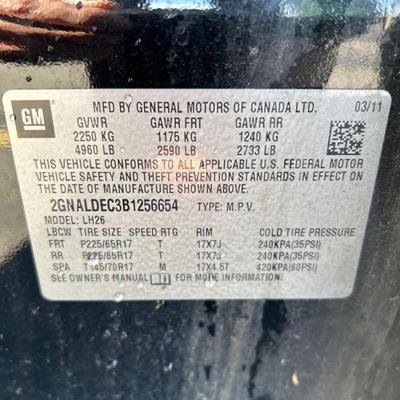 GM
MFD BY GENERAL MOTORS OF CANADA LTD. 03/11
GVWR GAWR FRT GAWR RR
2250 KG 1175 KG 1240 KG
4960 LB 2590 LB 2733 LB
THIS VEHICLE CONFORMS TO ALL APPLICABLE U.S. FEDERAL MOTOR
VEHICLE SAFETY AND THEFT PREVENTION STANDARDS IN EFFECT ON
THE DATE OF MANUFACTURE SHOWN ABOVE.
2GNALDEC3B1256654 TYPE: M.P.V.
MODEL: LH26
LBCW TIRE SIZE SPEED RTG RIM COLD TIRE PRESSURE
FRT P225/65R17 T 17X7J 240KPA(35PSI)
RR P225/65R17 T 17X7J 240KPA(35PSI)
SPA T145/70R17 M 17X4.5T 420KPA(60PSI)
SEE OWNER'S MANUAL FOR MORE INFORMATION.